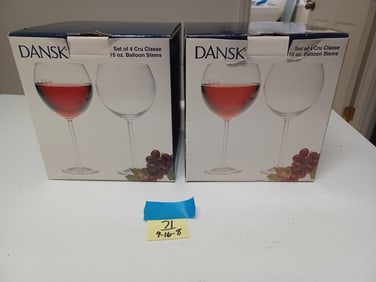 DANSK
Set of 4 Cru Classe
15 oz. Balloon Stems
DANSK
Set of 4 Cru Classe
15 oz. Balloon Stems
21
9-16-8